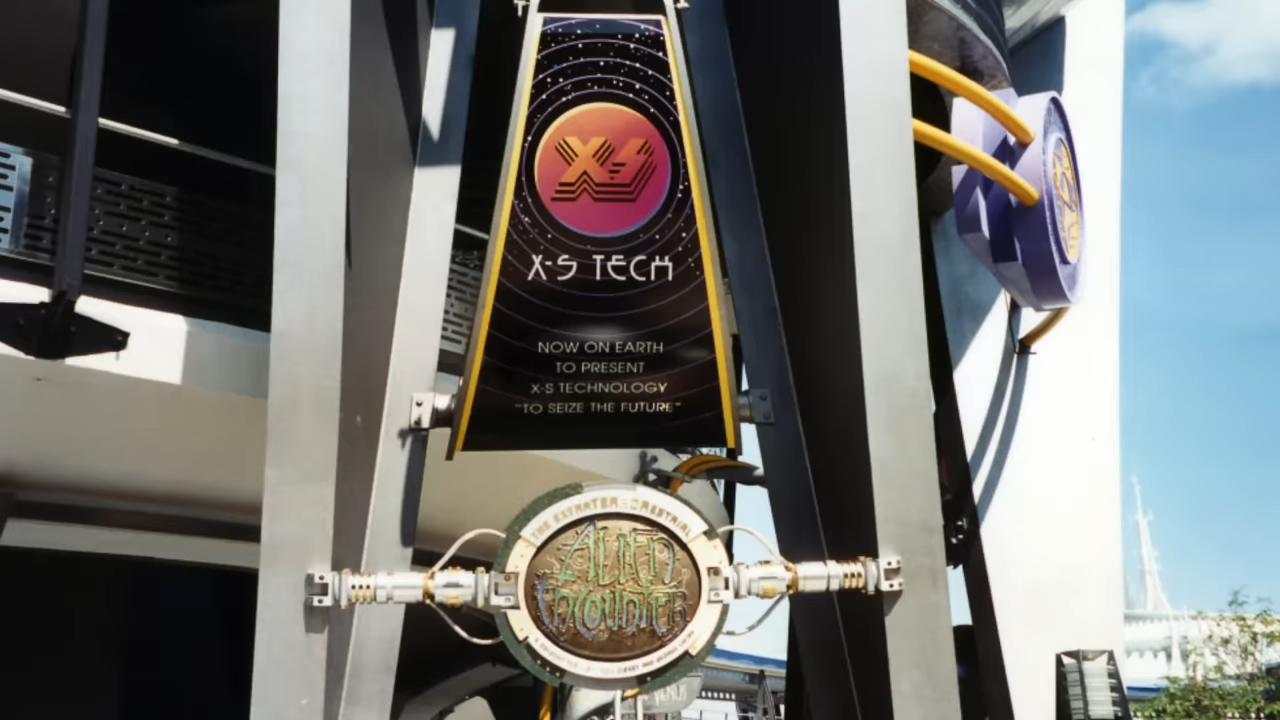 X-S
X-S TECH
NOW ON EARTH
TO PRESENT
X-S TECHNOLOGY
"TO SEIZE THE FUTURE"
THE EXTRATERRORESTRIAL
ALIEN
ENCOUNTER